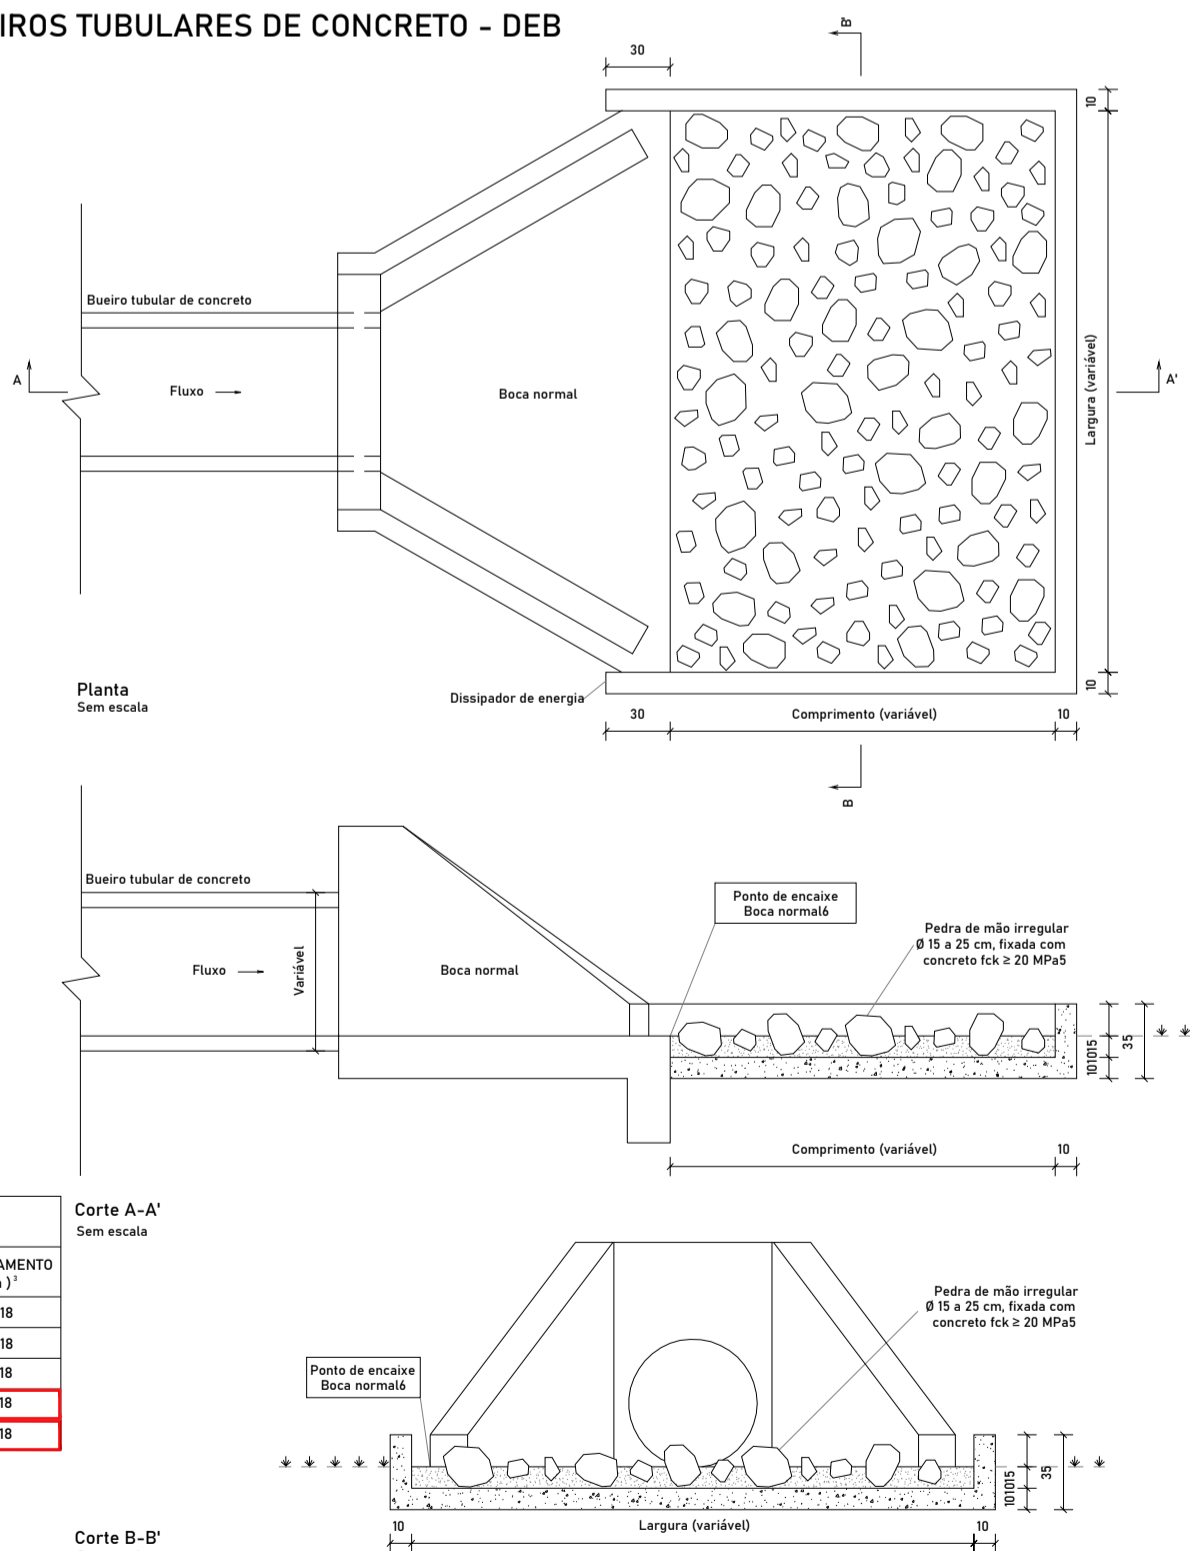 IROS TUBULARES DE CONCRETO - DEB
B'
30
10
Bueiro tubular de concreto
A
Fluxo
Boca normal
Largura (variável)
A'
Planta
Sem escala
Dissipador de energia
10
30
Comprimento (variável)
10
B
Bueiro tubular de concreto
Ponto de encaixe
Boca normal6
Pedra de mão irregular
Ø 15 a 25 cm, fixada com
concreto fck ≥ 20 MPa5
Fluxo
Variável
Boca normal
101015
35
Comprimento (variável)
10
Corte A-A'
Sem escala
AMENTO
)³
18
18
18
18
18
Pedra de mão irregular
Ø 15 a 25 cm, fixada com
concreto fck ≥ 20 MPa5
Ponto de encaixe
Boca normal6
101015
35
10
Largura (variável)
10
Corte B-B'